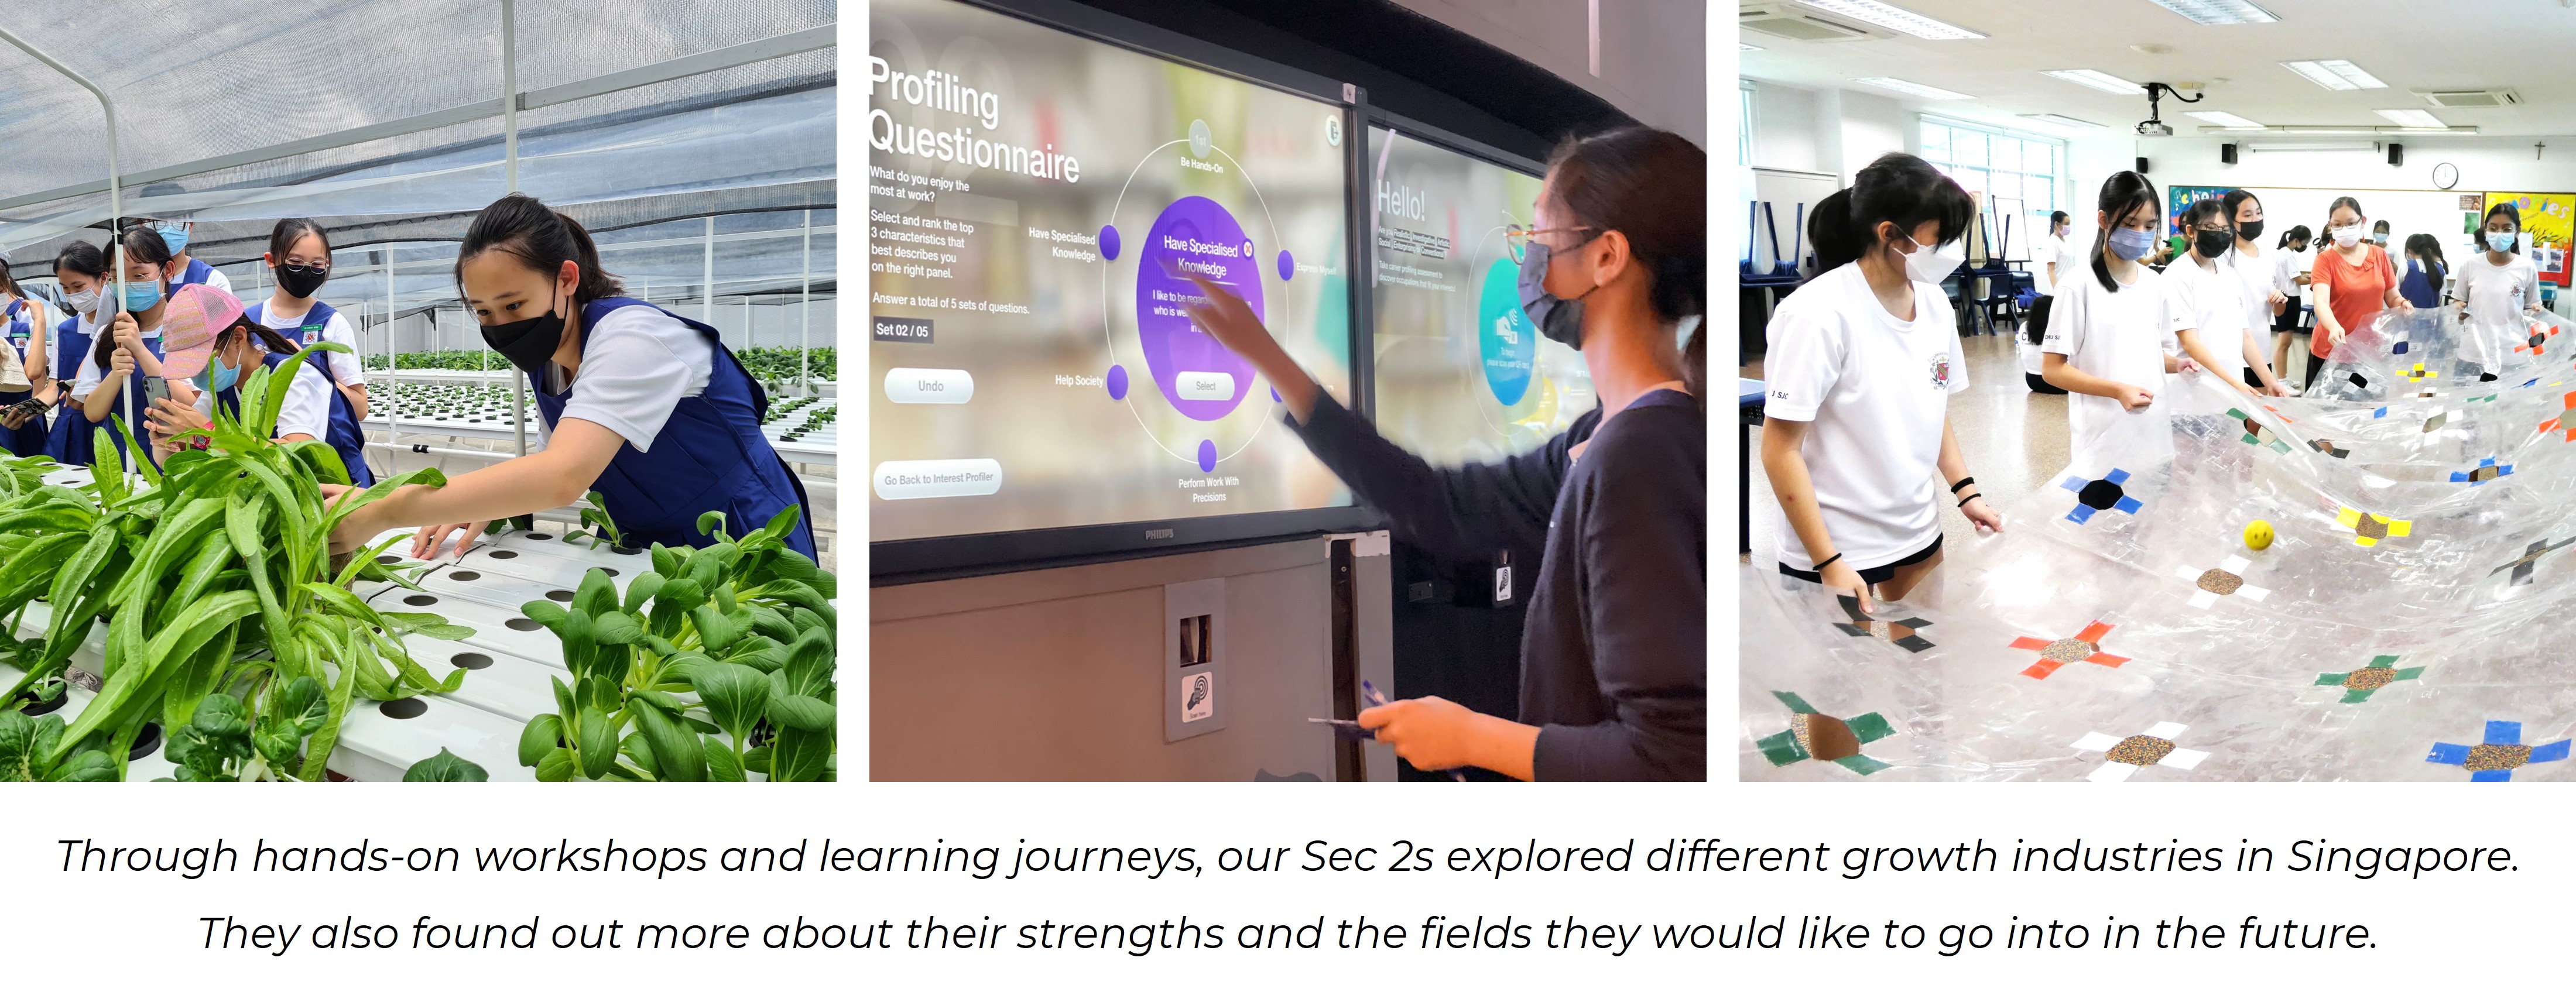 Profiling
Questionnaire
What do you enjoy the
most at work?
Select and rank the top
3 characteristics that
best describes you
on the right panel.
Answer a total of 5 sets of questions.
Set 02 / 05
Undo
Go Back to Interest Profiler
1st
Be Hands-On
Have Specialised
Knowledge
Express Myself
Have Specialised
Knowledge
I like to be
who is
Select
Help Society
Perform Work With
Precisions
PHILIPS
Hello!
Through hands-on workshops and learning journeys, our Sec 2s explored different growth industries in Singapore.
They also found out more about their strengths and the fields they would like to go into in the future.